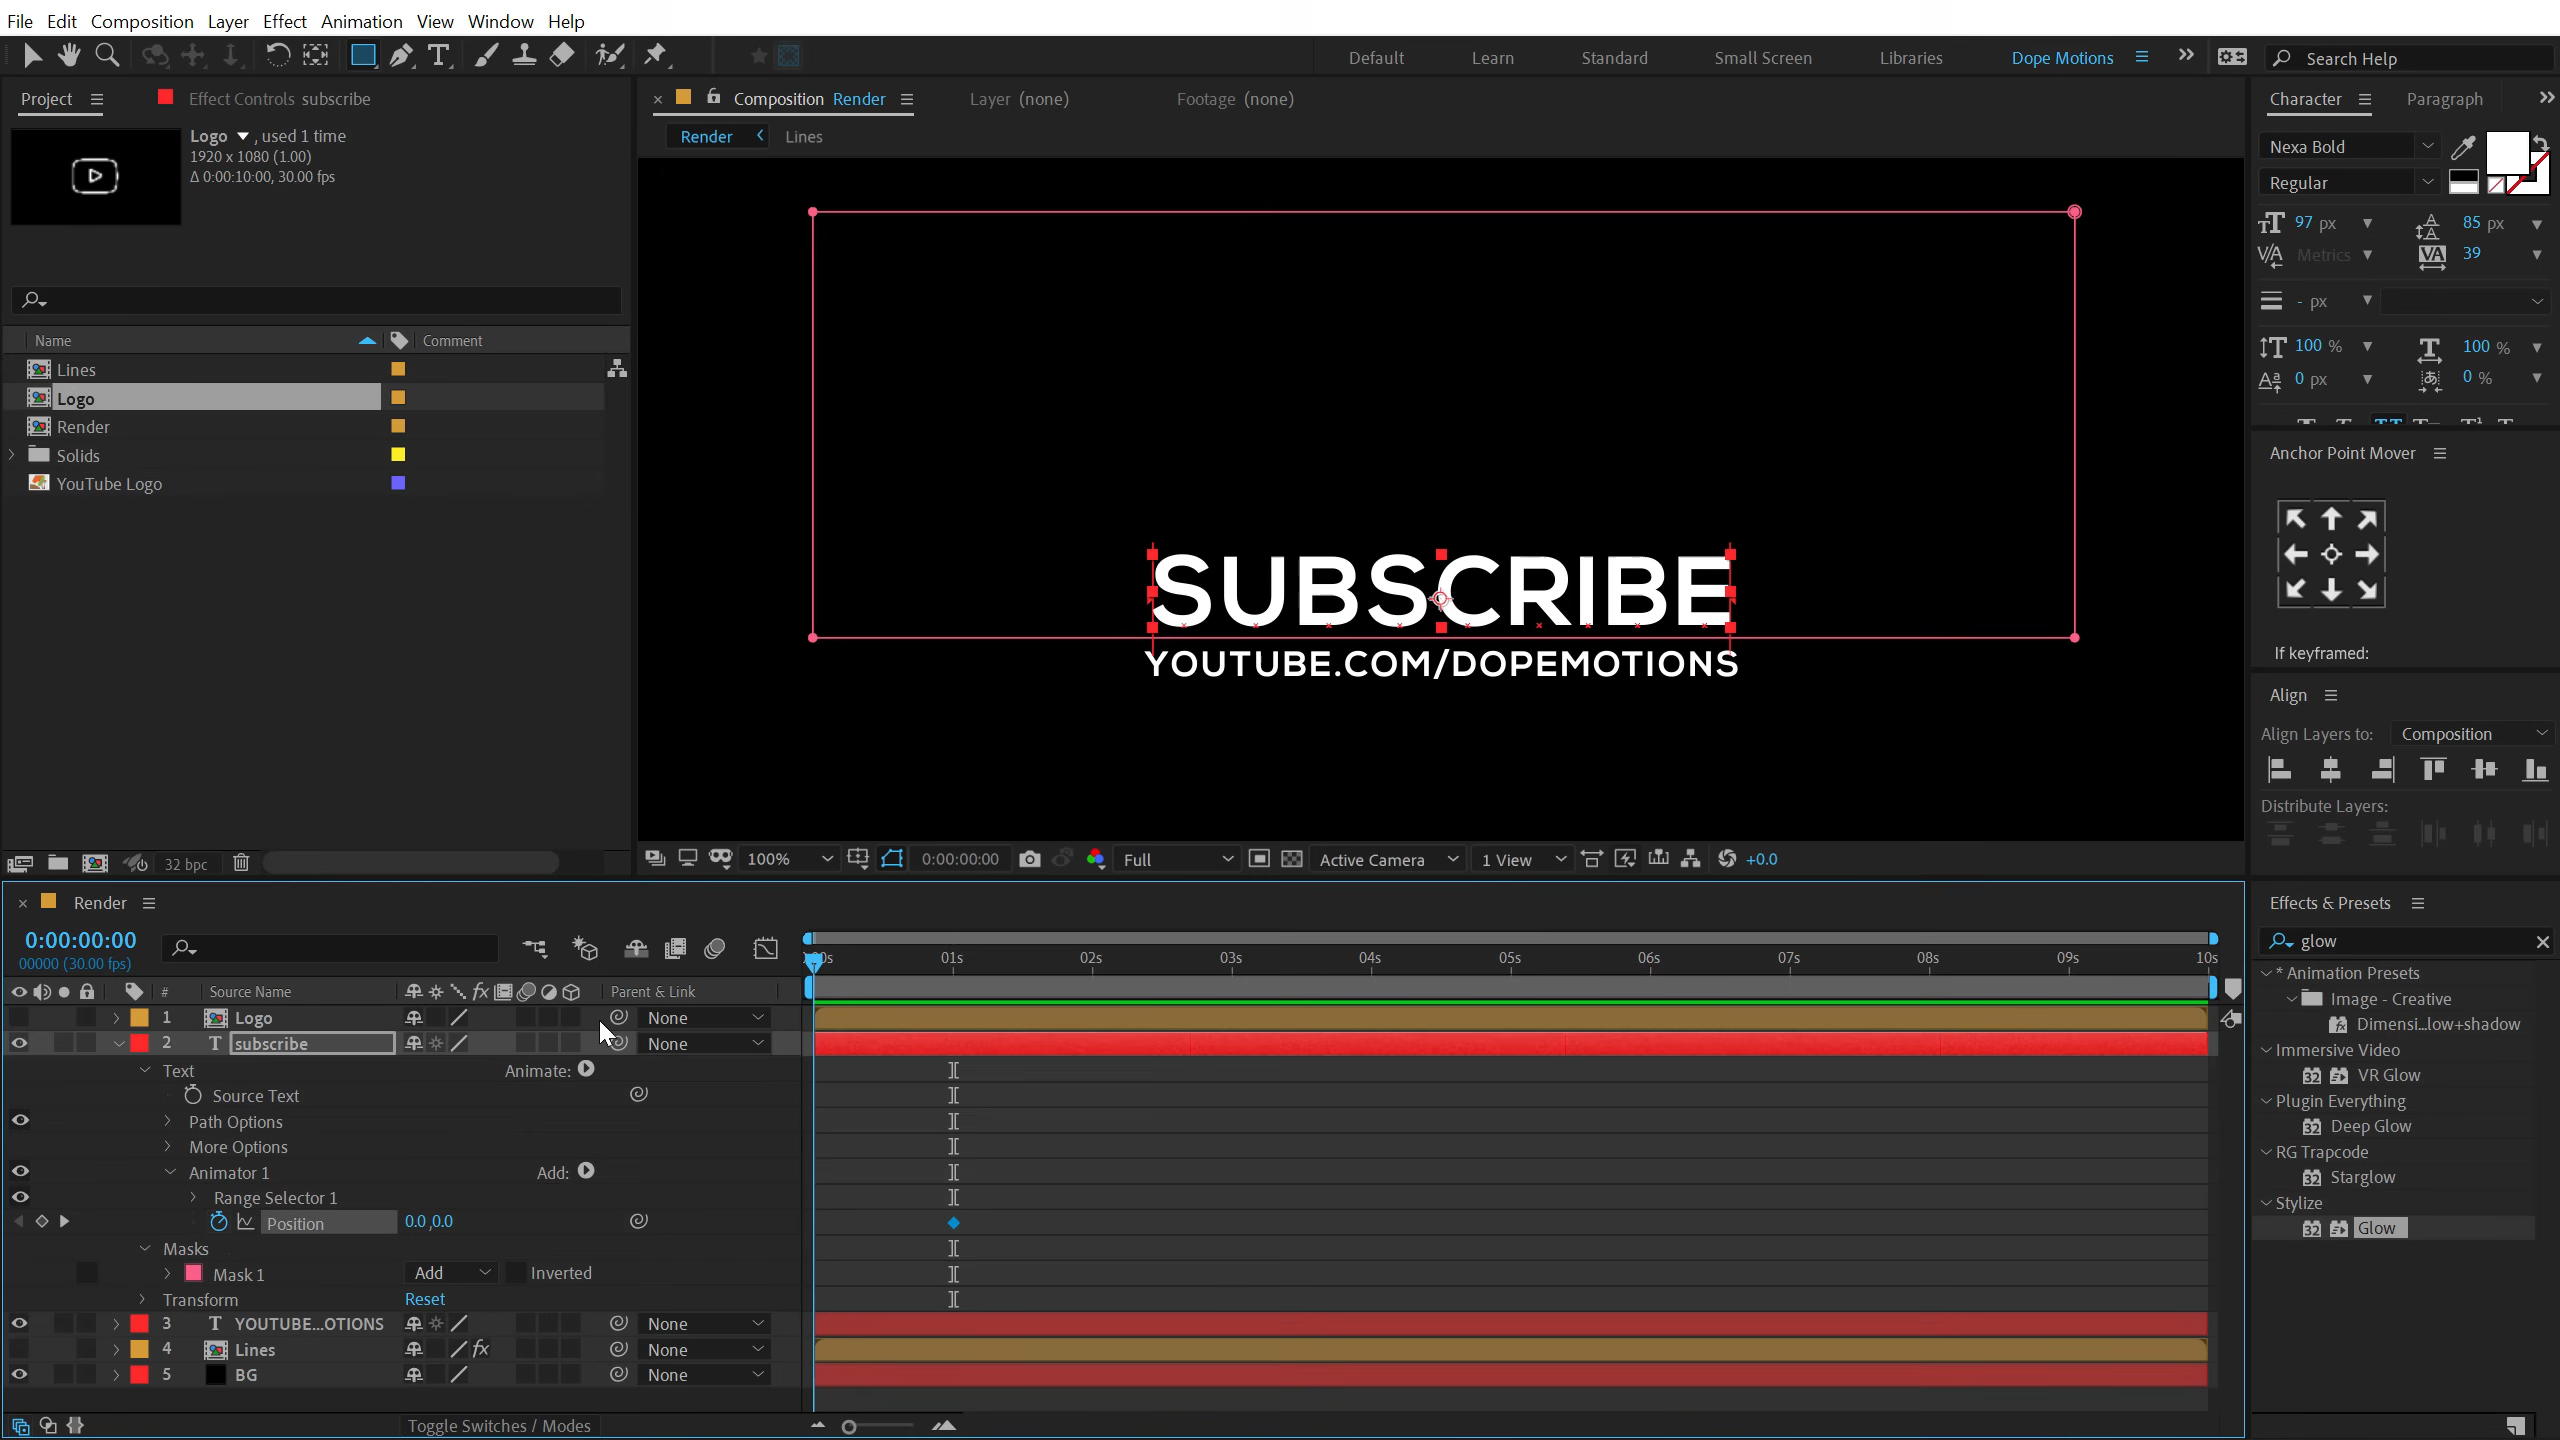 File Edit Composition Layer Effect Animation View Window Help
Default Learn Standard Small Screen Libraries Dope Motions Search Help
Project Effect Controls subscribe
Logo , used 1 time
1920 x 1080 (1.00)
Δ 0:00:10:00, 30.00 fps
Name Comment
Lines
Logo
Render
Solids
YouTube Logo
32 bpc
Composition Render Layer (none) Footage (none)
Render Lines
SUBSCRIBE
YOUTUBE.COM/DOPEMOTIONS
100% 0:00:00:00 Full Active Camera 1 View +0.0
Character Paragraph
Nexa Bold
Regular
97 px 85 px
Metrics 39
- px
100 % 100 %
0 px 0 %
Anchor Point Mover
If keyframed:
Align
Align Layers to: Composition
Distribute Layers:
Render
0:00:00:00
00000 (30.00 fps)
01s 02s 03s 04s 05s 06s 07s 08s 09s 10s
# Source Name Parent & Link
1 Logo None
2 T subscribe None
Text Animate:
Source Text
Path Options
More Options
Animator 1 Add:
Range Selector 1
Position 0.0,0.0
Masks
Mask 1 Add Inverted
Transform Reset
3 T YOUTUBE...OTIONS None
4 Lines fx None
5 BG None
Toggle Switches / Modes
Effects & Presets
glow
* Animation Presets
Image - Creative
Dimensi...low+shadow
Immersive Video
VR Glow
Plugin Everything
Deep Glow
RG Trapcode
Starglow
Stylize
Glow